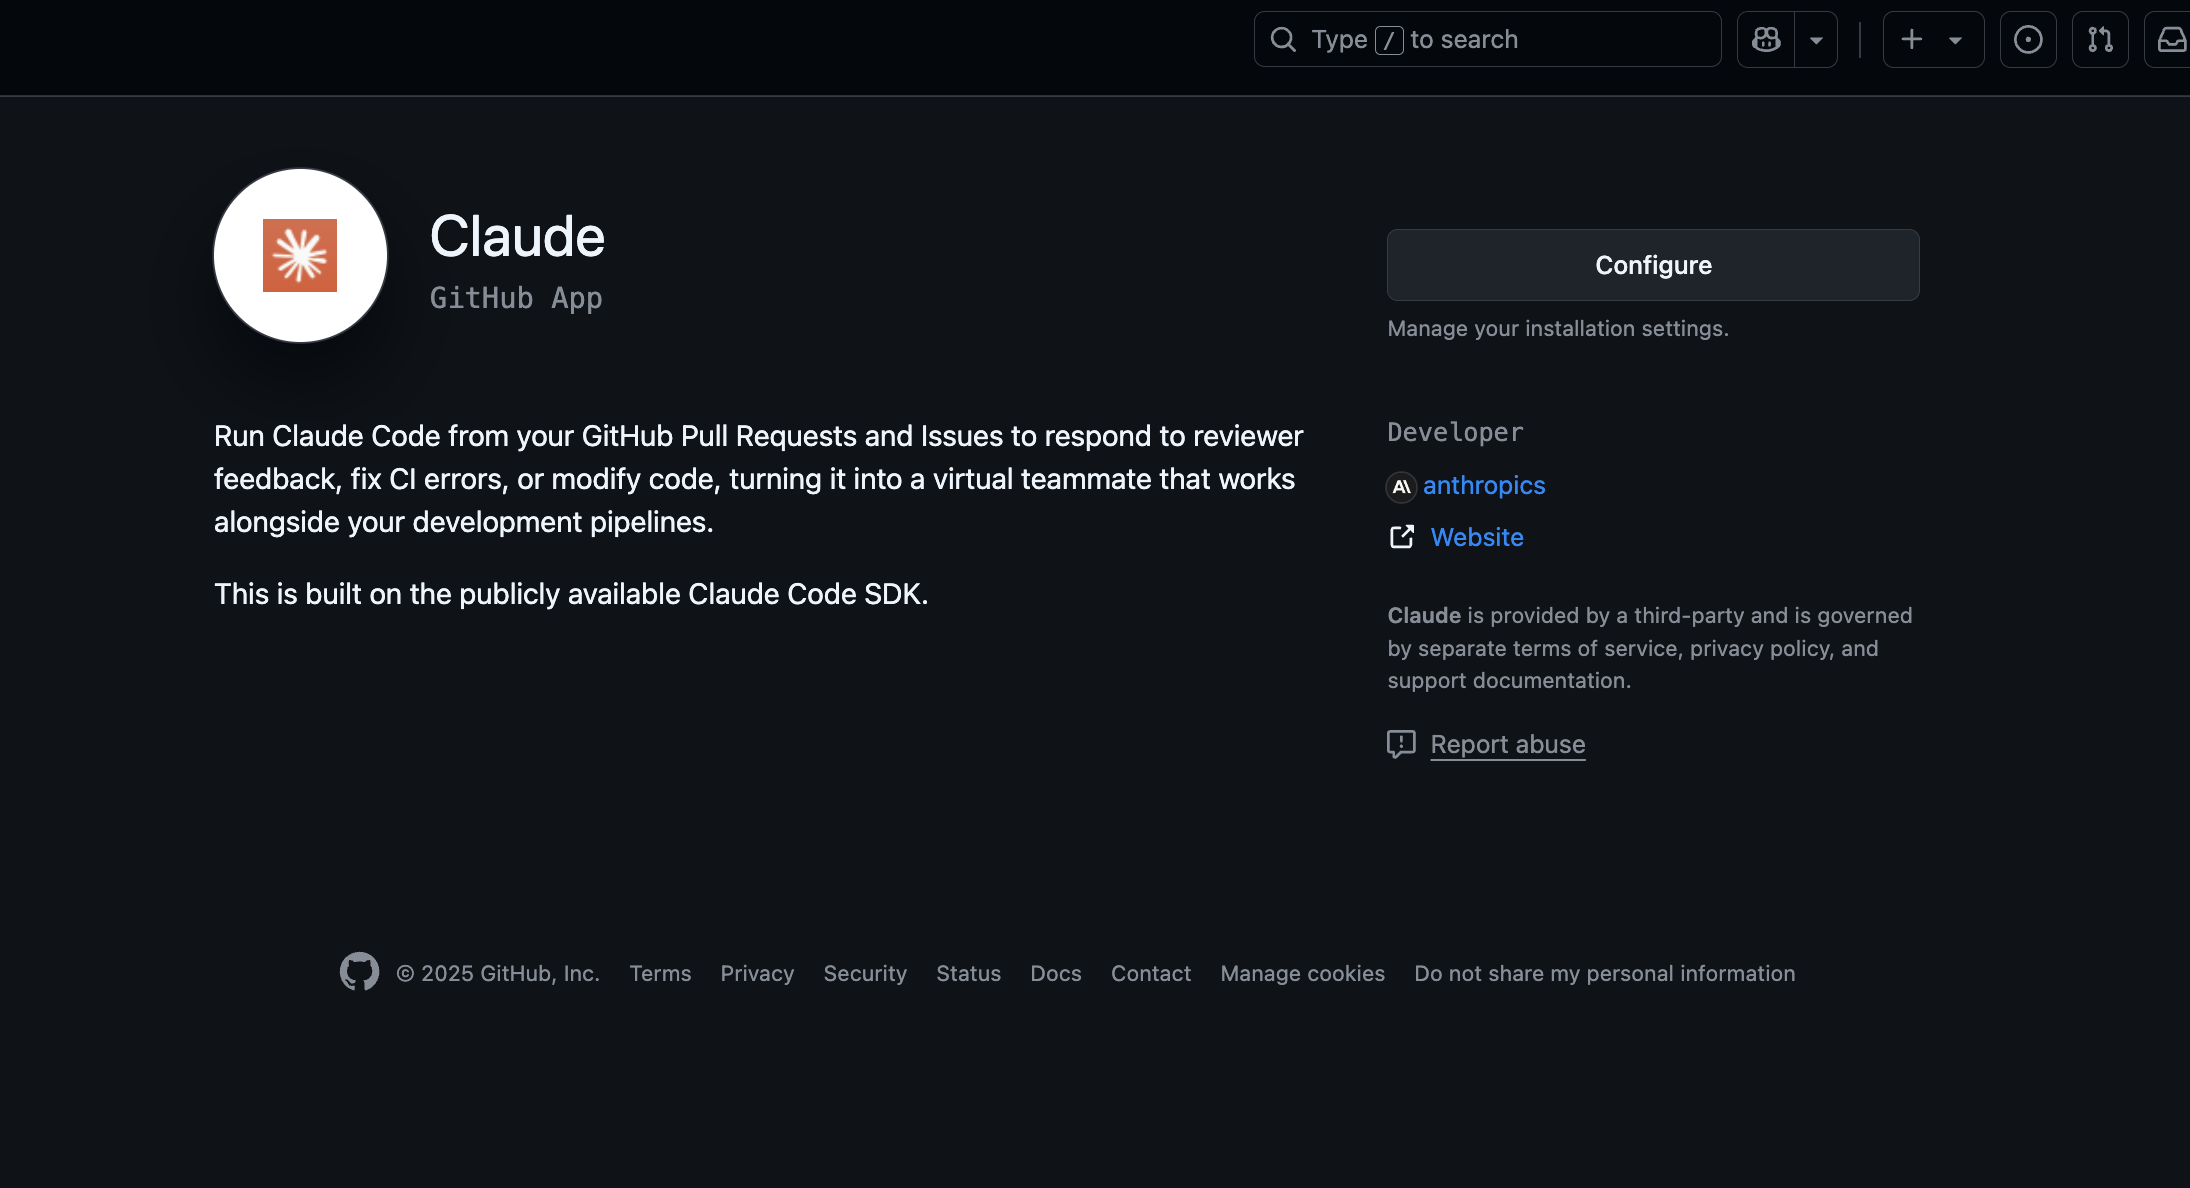 Type / to search
Claude
GitHub App
Configure
Manage your installation settings.
Run Claude Code from your GitHub Pull Requests and Issues to respond to reviewer
feedback, fix CI errors, or modify code, turning it into a virtual teammate that works
alongside your development pipelines.
This is built on the publicly available Claude Code SDK.
Developer
anthropics
Website
Claude is provided by a third-party and is governed
by separate terms of service, privacy policy, and
support documentation.
Report abuse
© 2025 GitHub, Inc. Terms Privacy Security Status Docs Contact Manage cookies Do not share my personal information